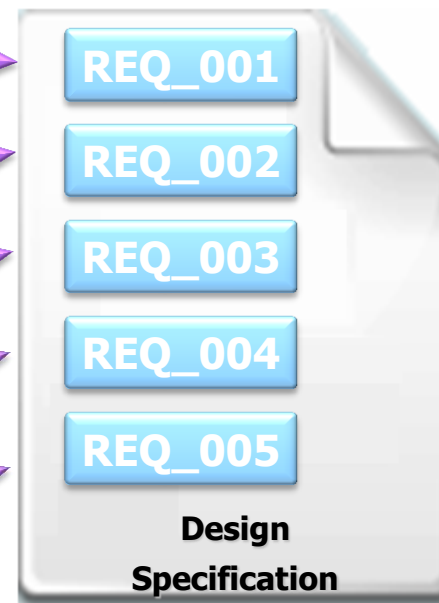 REQ_001
REQ_002
REQ_003
REQ_004
REQ_005
Design
Specification